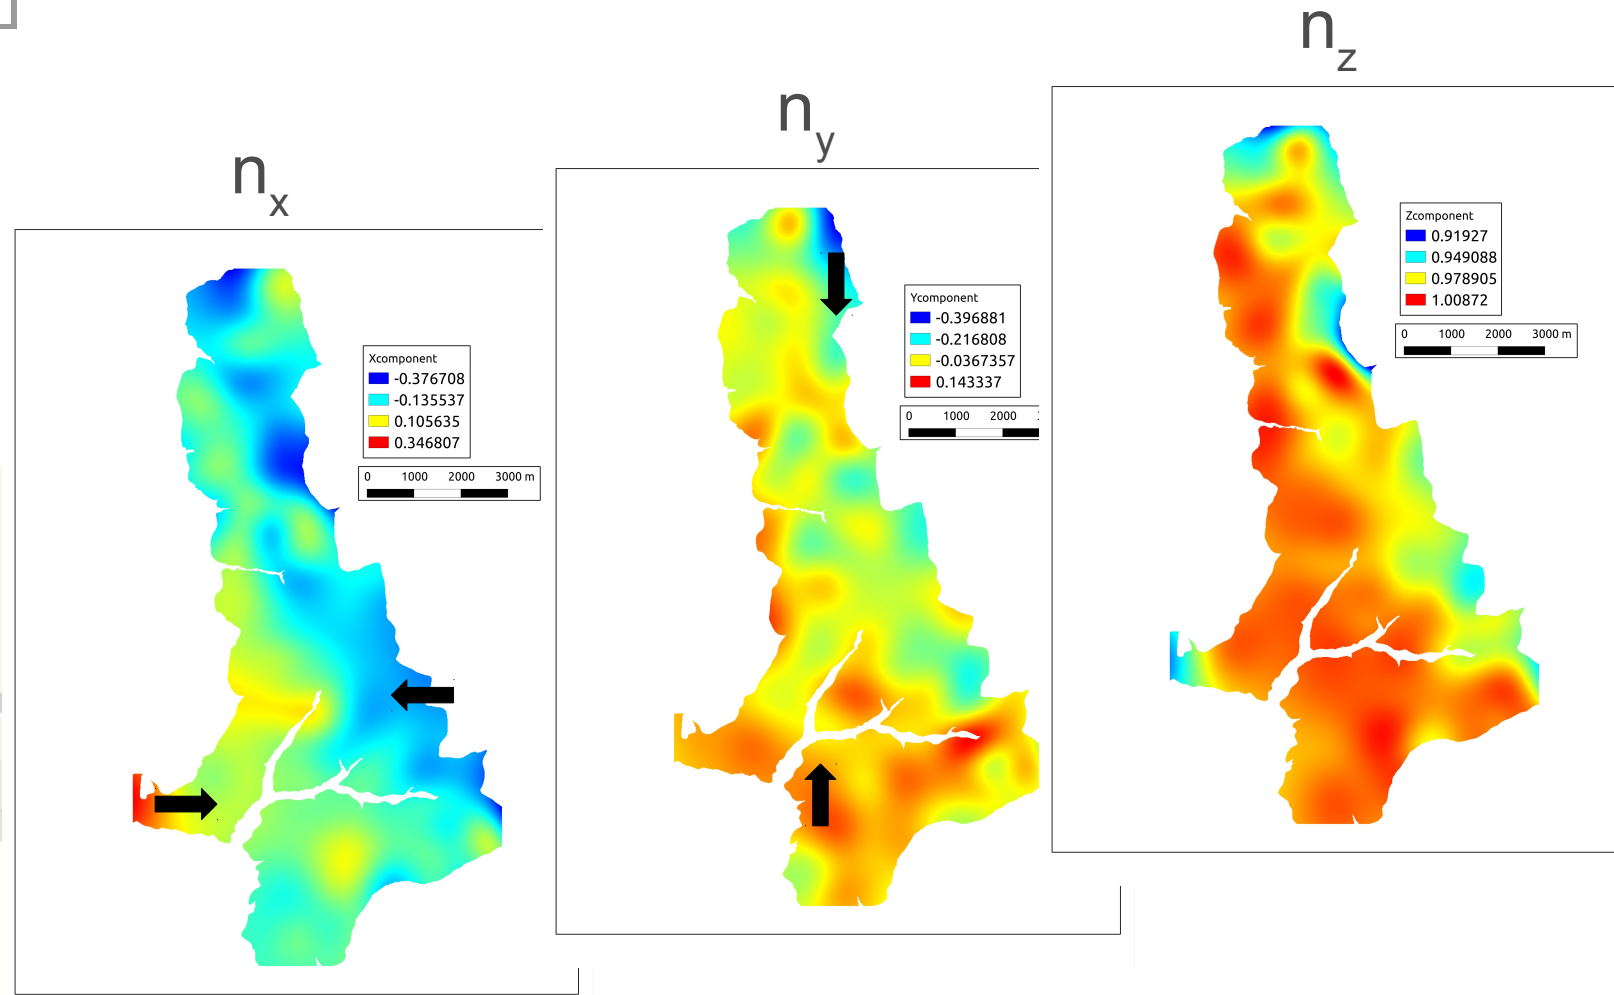 n
x
Xcomponent
-0.376708
-0.135537
0.105635
0.346807
0 1000 2000 3000 m
n
y
Ycomponent
-0.396881
-0.216808
-0.0367357
0.143337
0 1000 2000
n
z
Zcomponent
0.91927
0.949088
0.978905
1.00872
0 1000 2000 3000 m